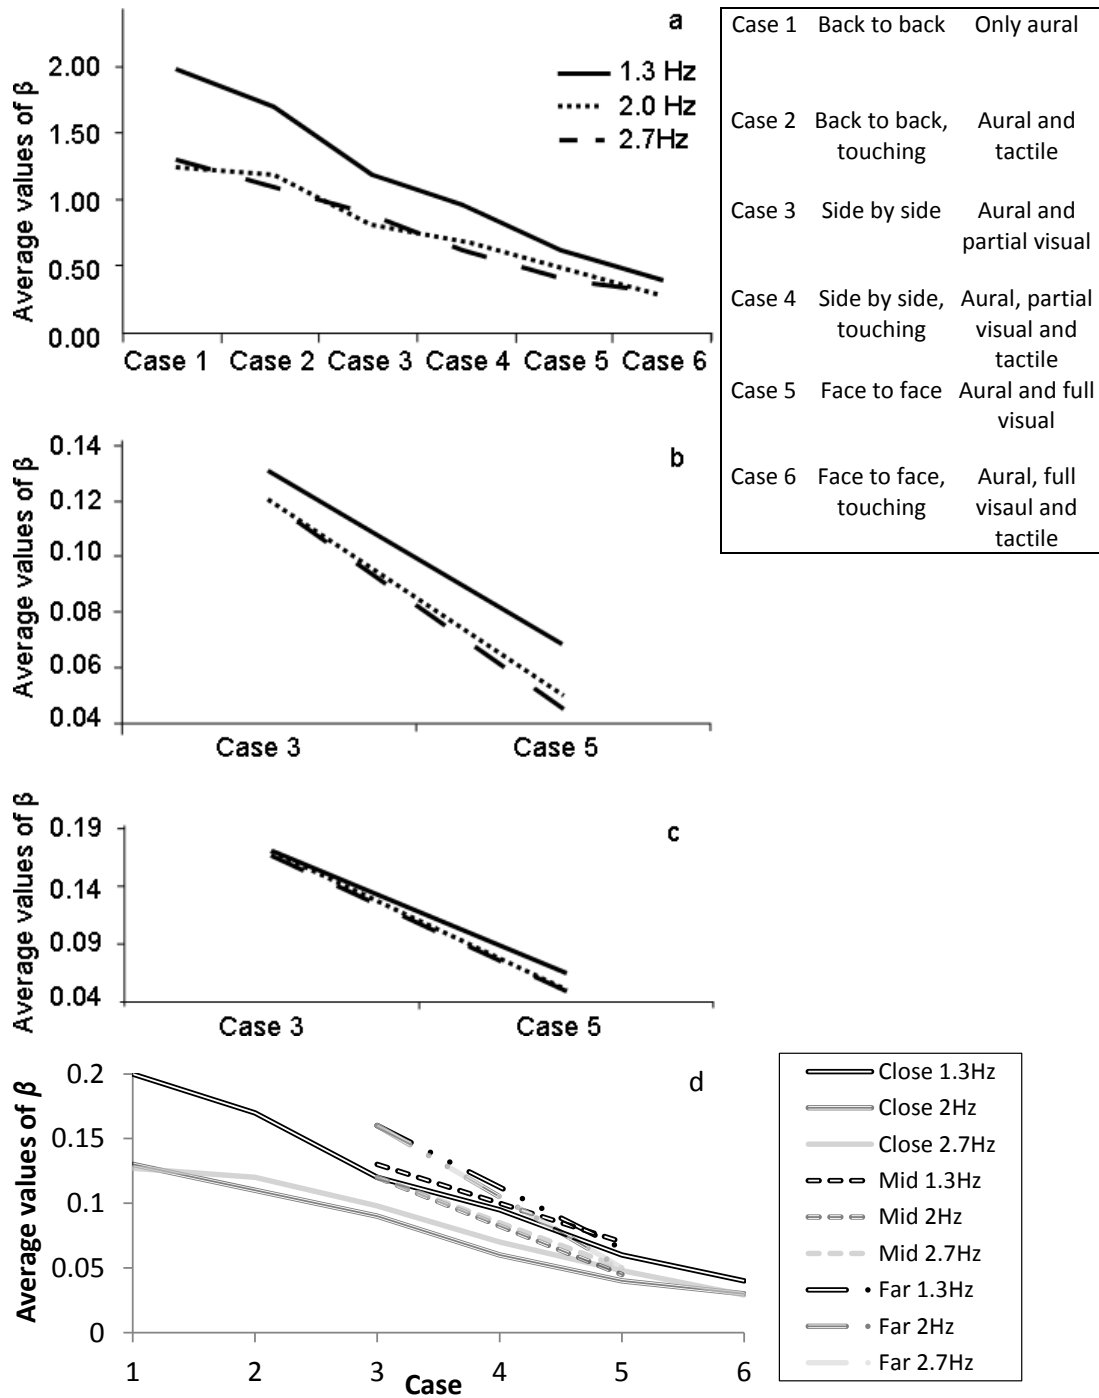 a
Average values of β
2.00
1.50
1.00
0.50
0.00
1.3 Hz
2.0 Hz
2.7Hz
Case 1 Case 2 Case 3 Case 4 Case 5 Case 6
Case 1 Back to back Only aural
Case 2 Back to back, Aural and
touching tactile
Case 3 Side by side Aural and
partial visual
Case 4 Side by side, Aural, partial
touching visual and
tactile
Case 5 Face to face Aural and full
visual
Case 6 Face to face, Aural, full
touching visaul and
tactile
b
Average values of β
0.14
0.12
0.10
0.08
0.06
0.04
Case 3 Case 5
c
Average values of β
0.19
0.14
0.09
0.04
Case 3 Case 5
d
Average values of β
0.2
0.15
0.1
0.05
0
1 2 3 4 5 6
Case
Close 1.3Hz
Close 2Hz
Close 2.7Hz
Mid 1.3Hz
Mid 2Hz
Mid 2.7Hz
Far 1.3Hz
Far 2Hz
Far 2.7Hz